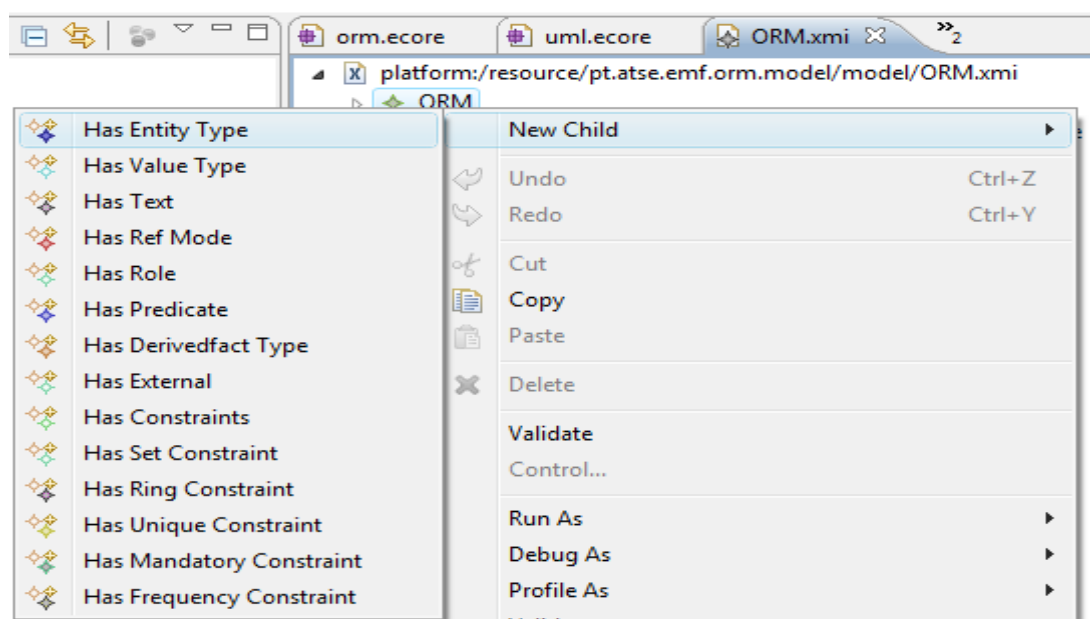 orm.ecore uml.ecore ORM.xmi »2
platform:/resource/pt.atse.emf.orm.model/model/ORM.xmi
ORM
Has Entity Type
Has Value Type
Has Text
Has Ref Mode
Has Role
Has Predicate
Has Derivedfact Type
Has External
Has Constraints
Has Set Constraint
Has Ring Constraint
Has Unique Constraint
Has Mandatory Constraint
Has Frequency Constraint
New Child
Undo Ctrl+Z
Redo Ctrl+Y
Cut
Copy
Paste
Delete
Validate
Control...
Run As
Debug As
Profile As